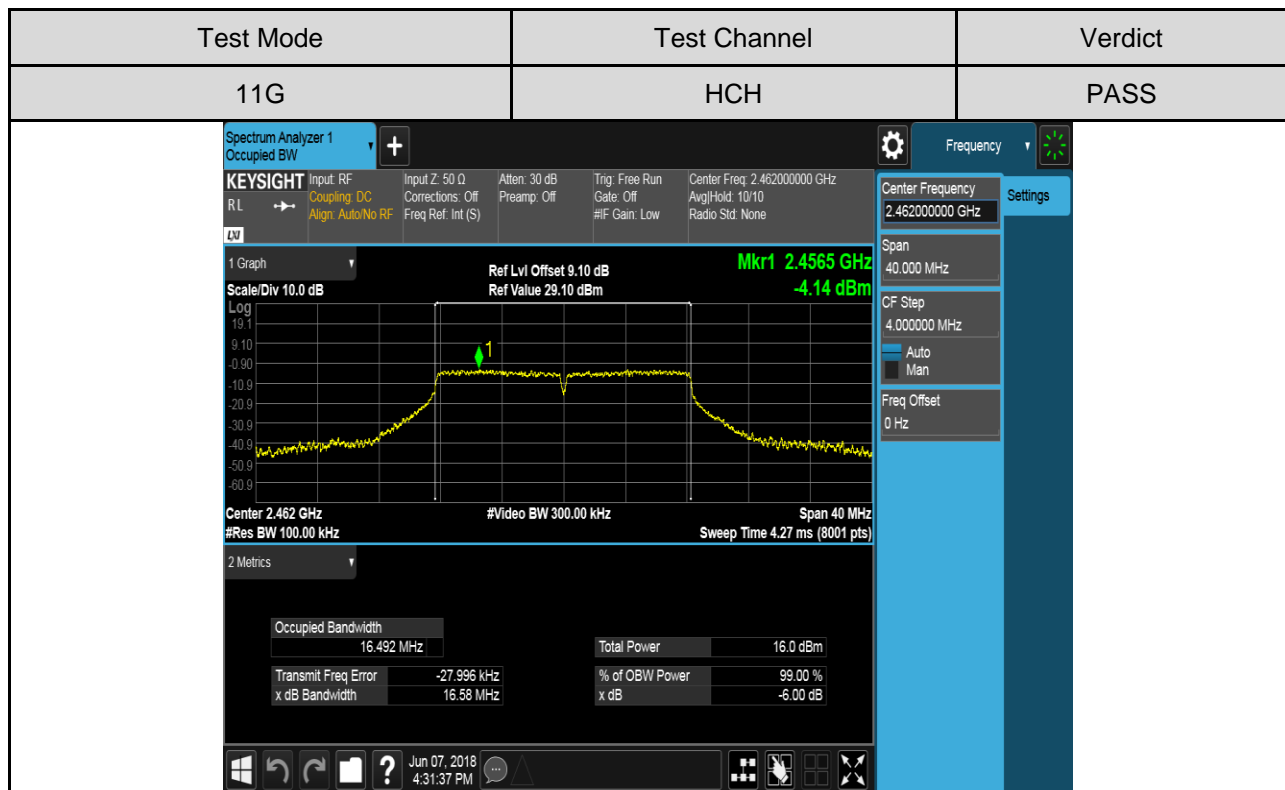 Test Mode Test Channel Verdict
11G HCH PASS
Spectrum Analyzer 1
Occupied BW
+
Frequency
KEYSIGHT Input: RF Input Z: 50 Ω Atten: 30 dB Trig: Free Run Center Freq: 2.462000000 GHz
RL Coupling: DC Corrections: Off Preamp: Off Gate: Off Avg|Hold: 10/10
Align: Auto/No RF Freq Ref: Int (S) #IF Gain: Low Radio Std: None
LXI
Center Frequency
2.462000000 GHz
Settings
Span
40.000 MHz
CF Step
4.000000 MHz
Auto
Man
Freq Offset
0 Hz
1 Graph
Ref Lvl Offset 9.10 dB
Mkr1 2.4565 GHz
Scale/Div 10.0 dB
Ref Value 29.10 dBm
-4.14 dBm
Log
19.1
9.10
-0.90
-10.9
-20.9
-30.9
-40.9
-50.9
-60.9
1
Center 2.462 GHz #Video BW 300.00 kHz Span 40 MHz
#Res BW 100.00 kHz Sweep Time 4.27 ms (8001 pts)
2 Metrics
Occupied Bandwidth
16.492 MHz
Total Power 16.0 dBm
Transmit Freq Error -27.996 kHz % of OBW Power 99.00 %
x dB Bandwidth 16.58 MHz x dB -6.00 dB
?
Jun 07, 2018
4:31:37 PM